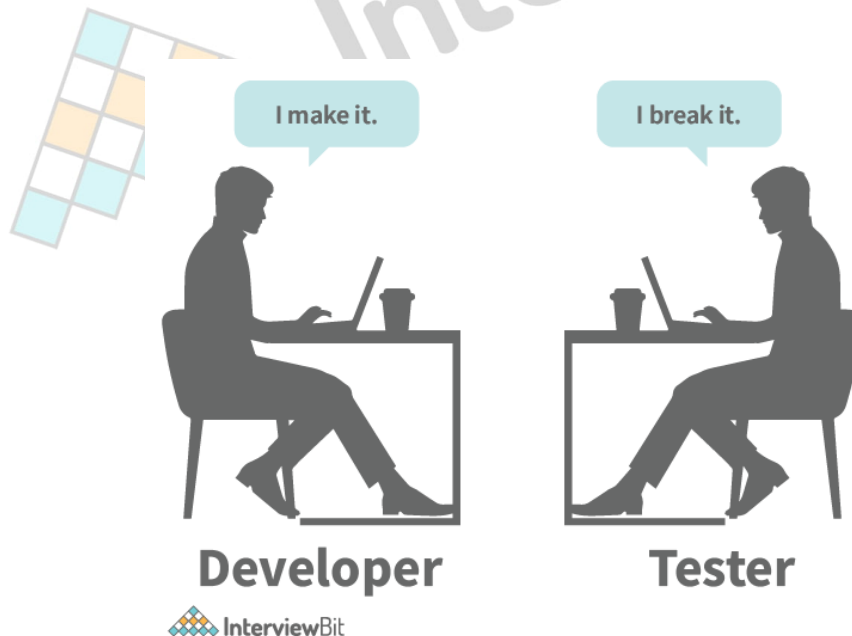 I make it.
I break it.
Developer
Tester
InterviewBit